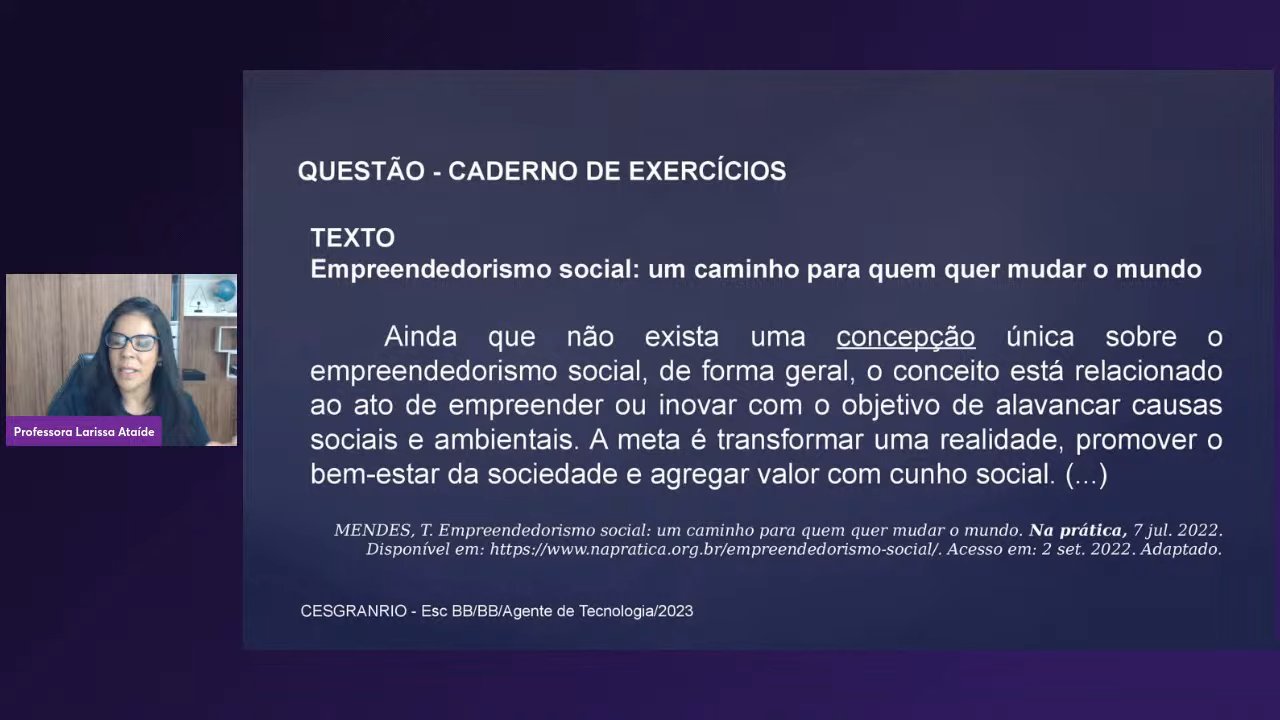 QUESTÃO - CADERNO DE EXERCÍCIOS
TEXTO
Empreendedorismo social: um caminho para quem quer mudar o mundo
Ainda que não exista uma concepção única sobre o
empreendedorismo social, de forma geral, o conceito está relacionado
ao ato de empreender ou inovar com o objetivo de alavancar causas
sociais e ambientais. A meta é transformar uma realidade, promover o
bem-estar da sociedade e agregar valor com cunho social. (...)
MENDES, T. Empreendedorismo social: um caminho para quem quer mudar o mundo. Na prática, 7 jul. 2022.
Disponível em: https://www.napratica.org.br/empreendedorismo-social/. Acesso em: 2 set. 2022. Adaptado.
CESGRANRIO - Esc BB/BB/Agente de Tecnologia/2023
Professora Larissa Ataíde